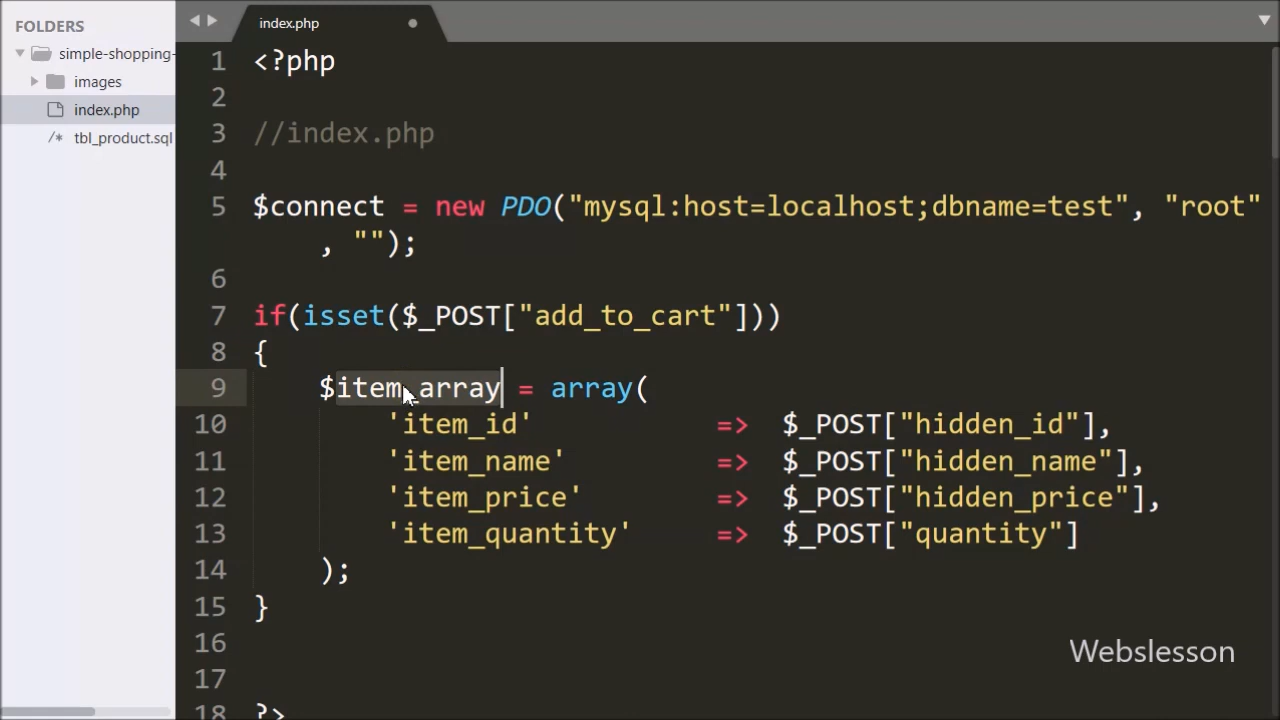 FOLDERS
simple-shopping-
images
index.php
tbl_product.sql
index.php
1 <?php
2
3 //index.php
4
5 $connect = new PDO("mysql:host=localhost;dbname=test", "root"
, "");
6
7 if(isset($_POST["add_to_cart"]))
8 {
9 $item_array = array(
10 'item_id' => $_POST["hidden_id"],
11 'item_name' => $_POST["hidden_name"],
12 'item_price' => $_POST["hidden_price"],
13 'item_quantity' => $_POST["quantity"]
14 );
15 }
16
17
18 ?>
Webslesson